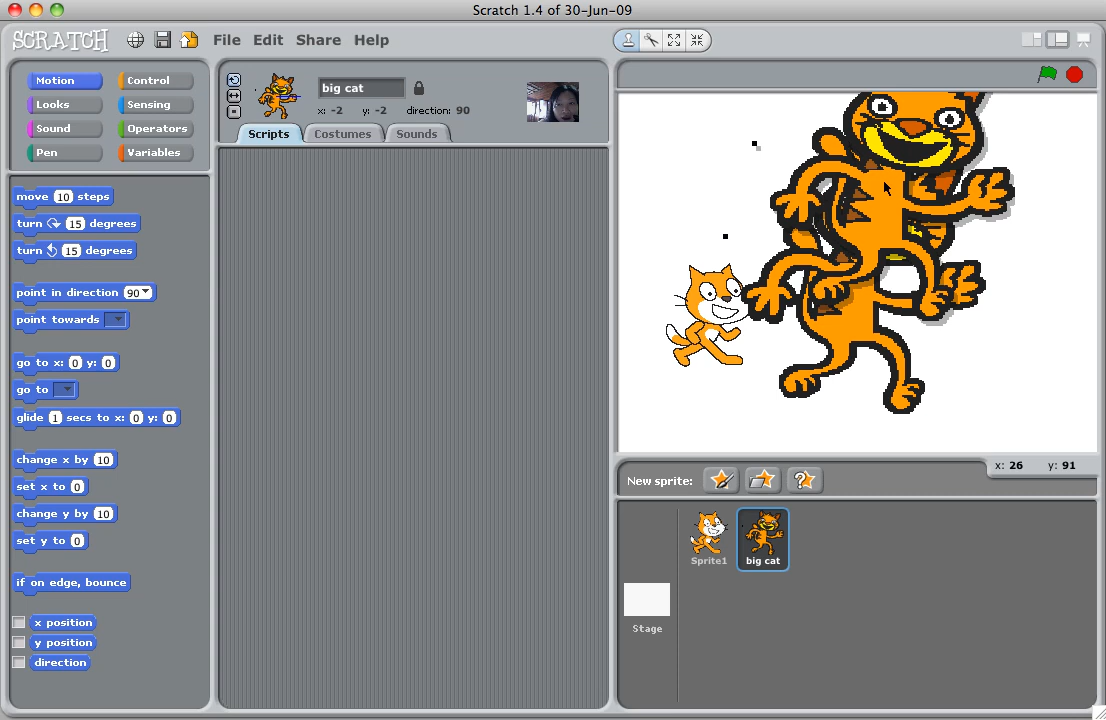 Scratch 1.4 of 30-Jun-09
SCRATCH File Edit Share Help
Motion Control
Looks Sensing
Sound Operators
Pen Variables
big cat
x: -2 y: -2 direction: 90
Scripts Costumes Sounds
move 10 steps
turn 15 degrees
turn 15 degrees
point in direction 90
point towards
go to x: 0 y: 0
go to
glide 1 secs to x: 0 y: 0
change x by 10
set x to 0
change y by 10
set y to 0
if on edge, bounce
x position
y position
direction
x: 26 y: 91
New sprite:
Sprite1 big cat
Stage